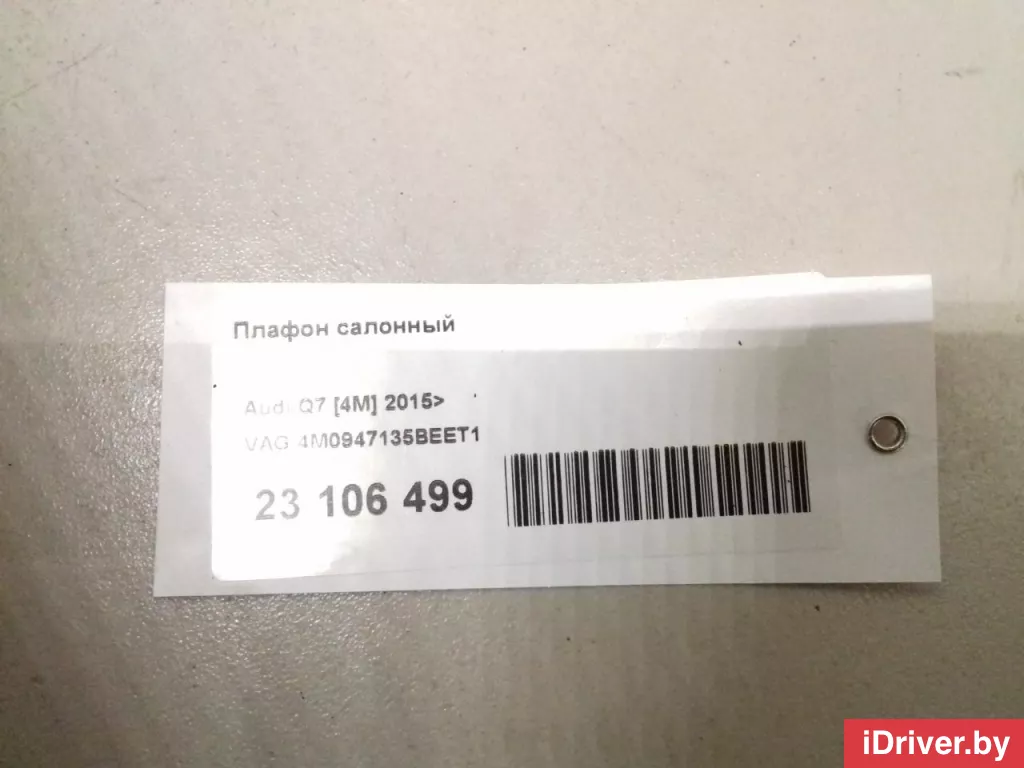 Плафон салонный
Audi Q7 [4M] 2015>
VAG 4M0947135BEET1
23 106 499
iDriver.by